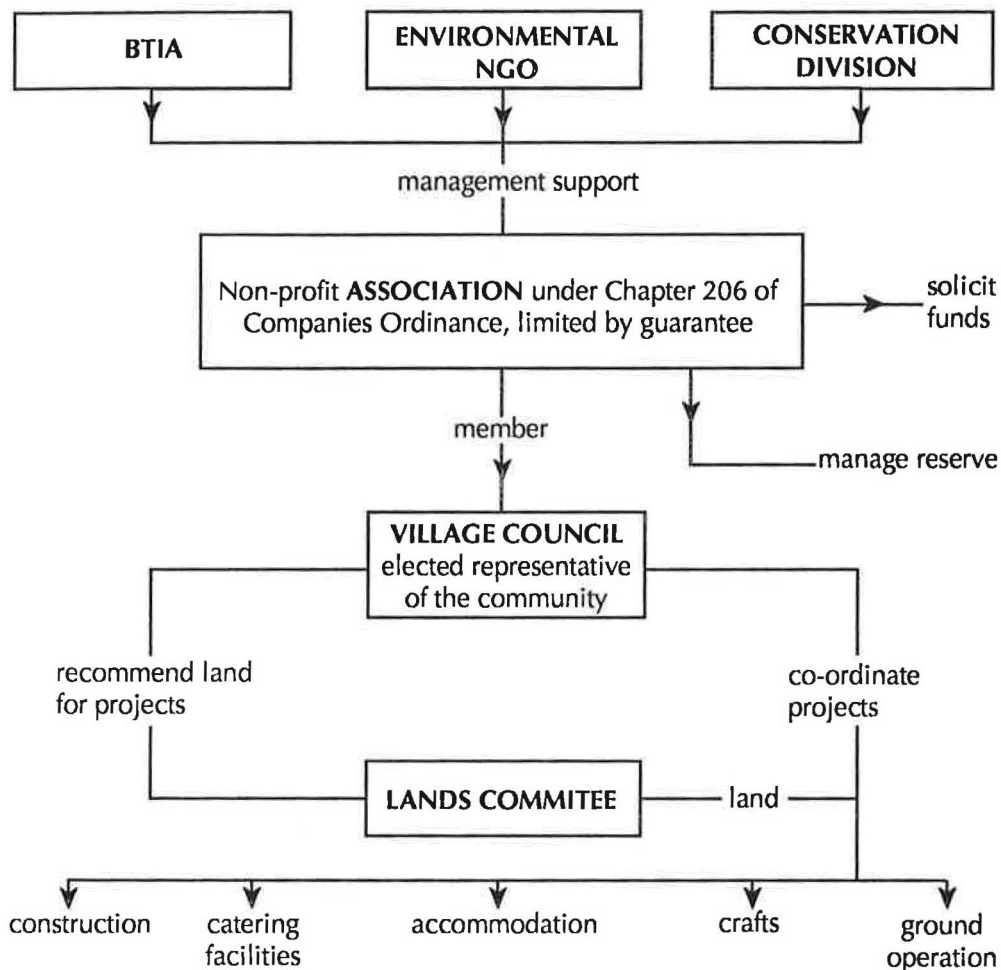 BTIA
ENVIRONMENTAL
NGO
CONSERVATION
DIVISION
management support
Non-profit ASSOCIATION under Chapter 206 of
Companies Ordinance, limited by guarantee
solicit
funds
member
manage reserve
VILLAGE COUNCIL
elected representative
of the community
recommend land
for projects
co-ordinate
projects
LANDS COMMITEE
land
construction
catering
facilities
accommodation
crafts
ground
operation